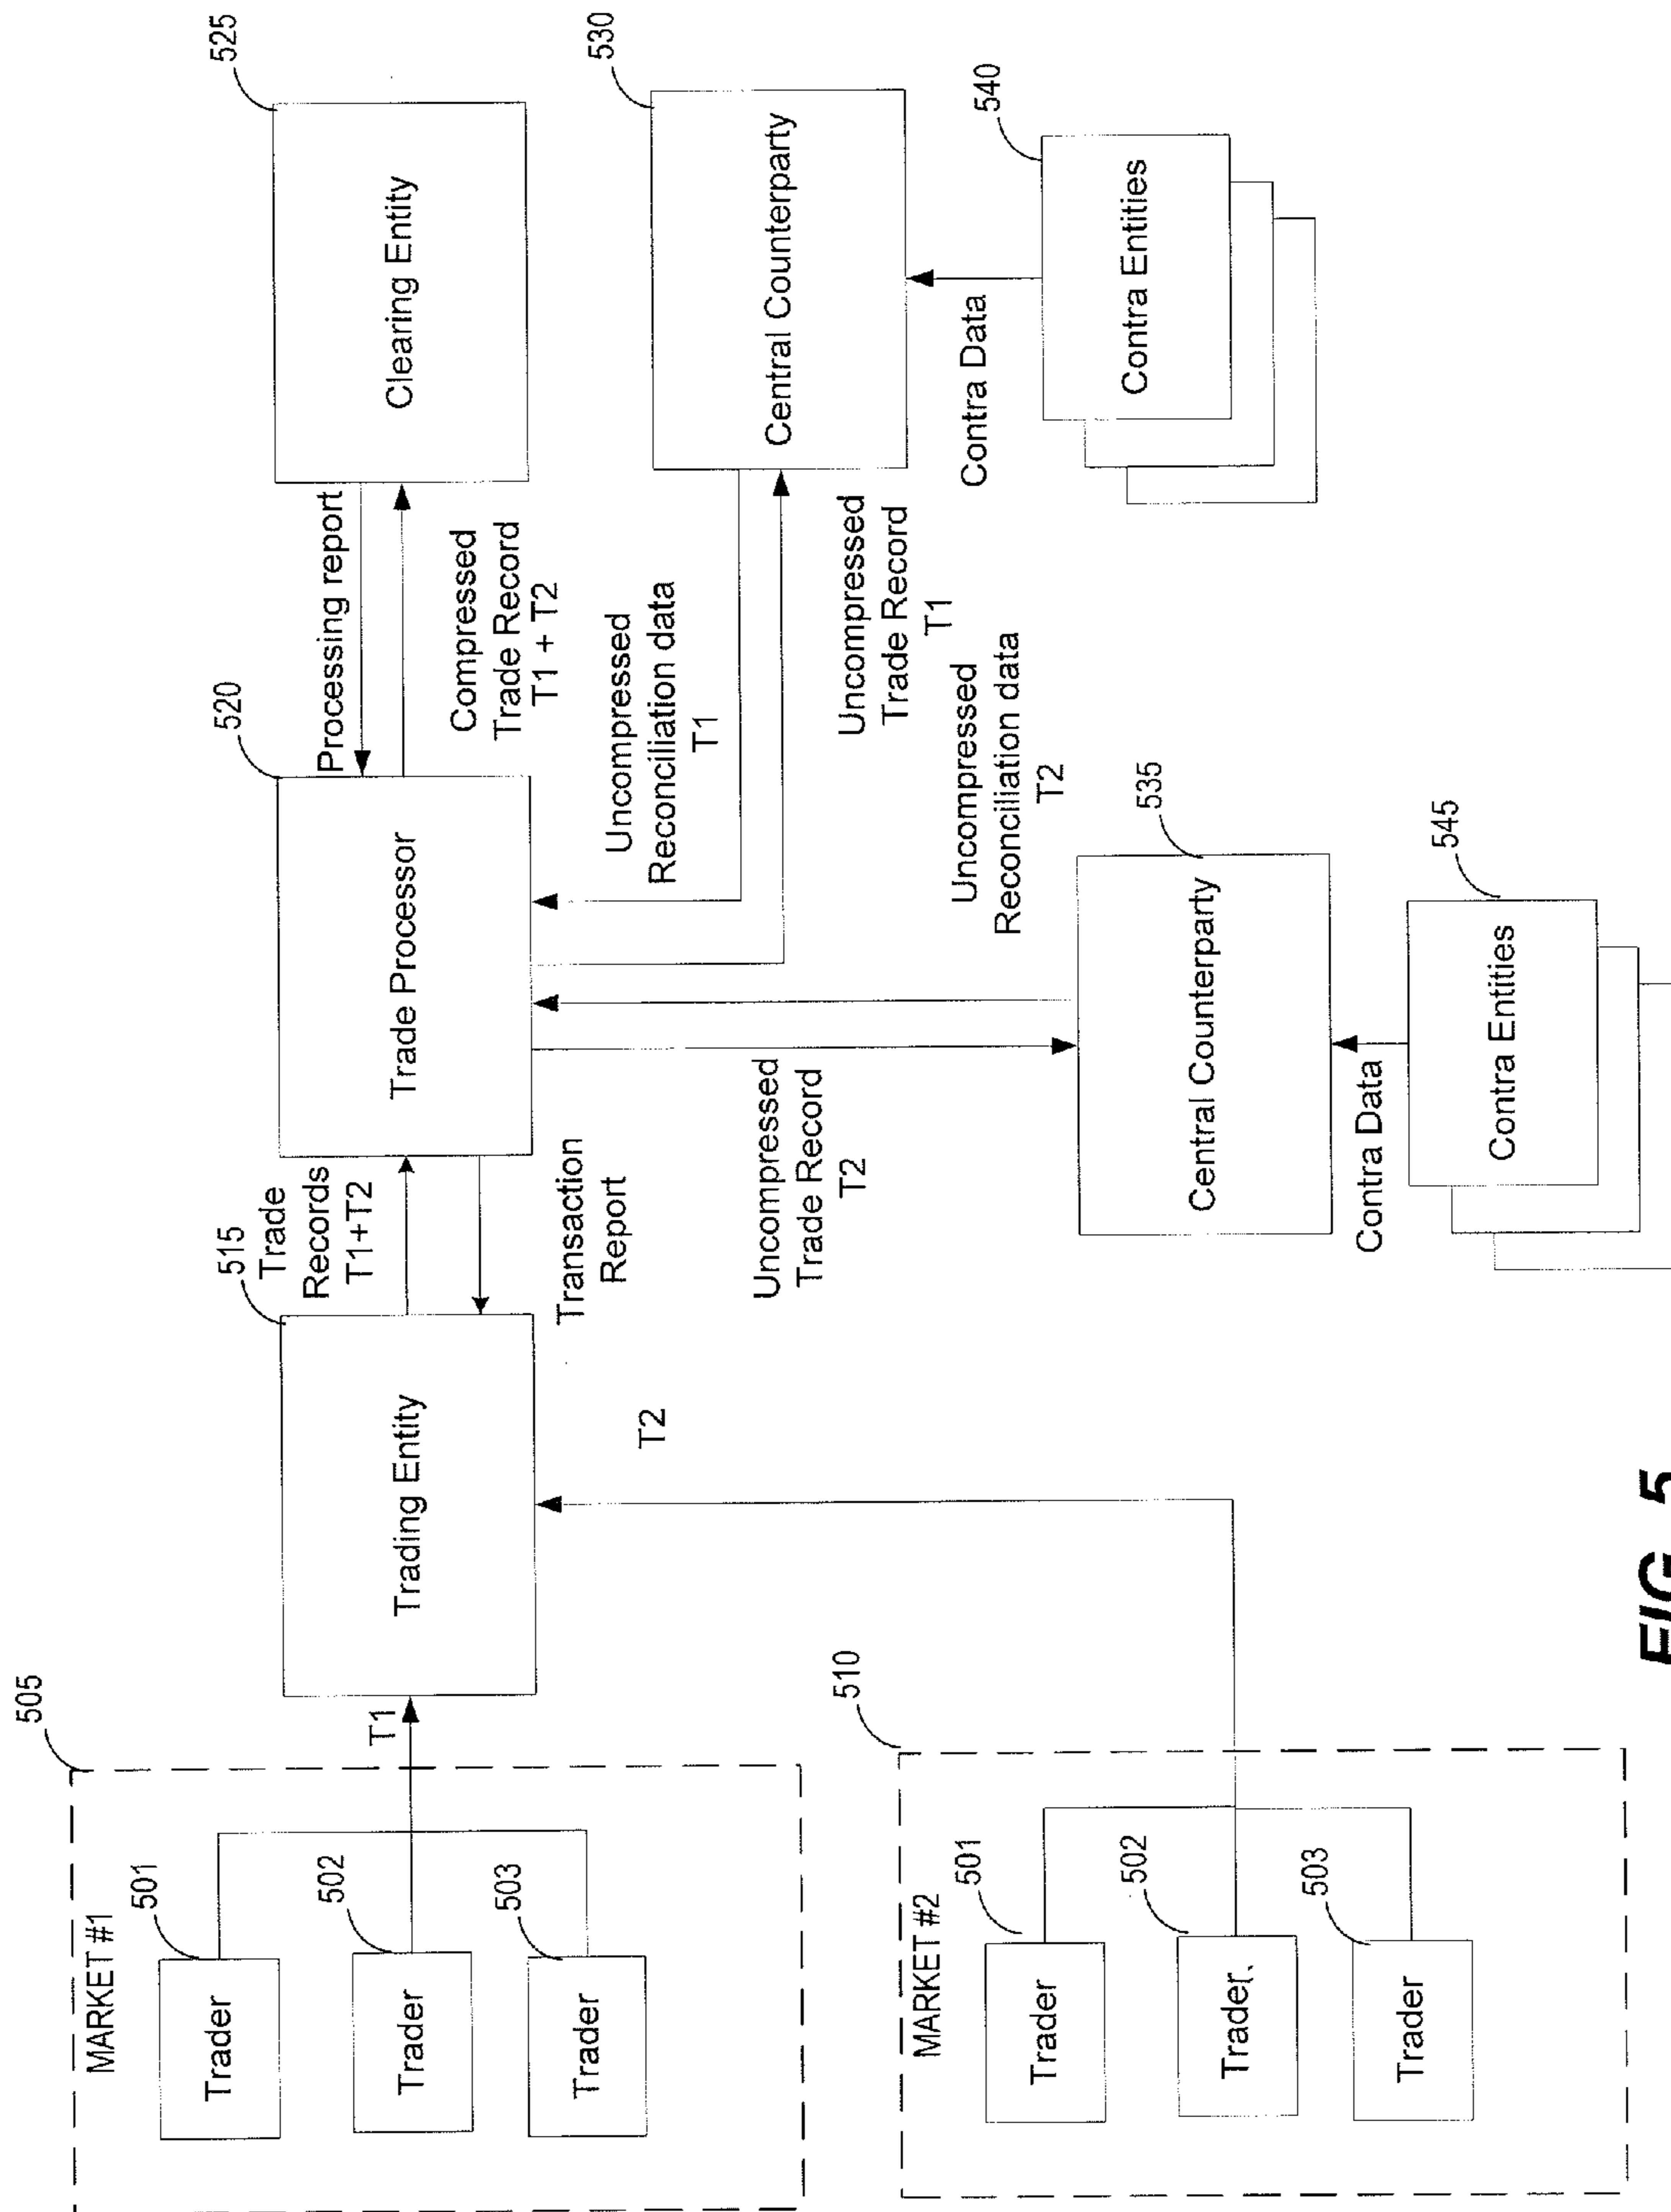 505
MARKET #1
501
Trader
502
Trader
503
Trader
T1
510
MARKET #2
501
Trader
502
Trader
503
Trader
T2
515
Trading Entity
Trade
Records
T1+T2
Transaction
Report
520
Trade Processor
Processing report
Compressed
Trade Record
T1 + T2
525
Clearing Entity
Uncompressed
Reconciliation data
T1
Uncompressed
Trade Record
T1
530
Central Counterparty
Contra Data
540
Contra Entities
Uncompressed
Trade Record
T2
Uncompressed
Reconciliation data
T2
535
Central Counterparty
Contra Data
545
Contra Entities
FIG. 5